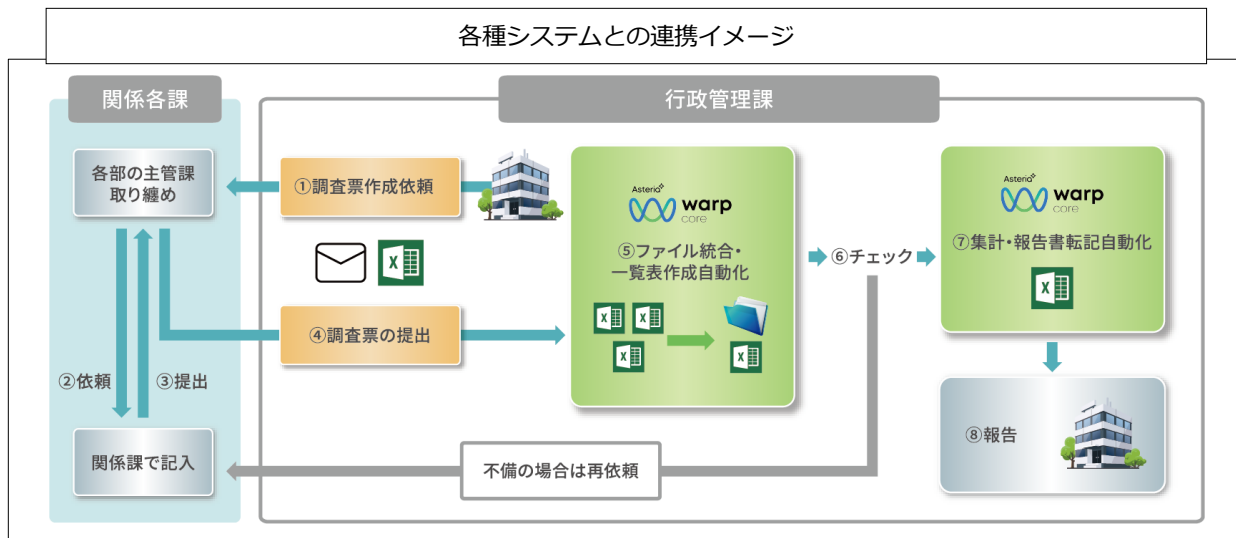 各種システムとの連携イメージ
関係各課
行政管理課
各部の主管課
取り纏め
①調査票作成依頼
Asteria
warp
core
⑤ファイル統合・
一覧表作成自動化
⑥チェック
Asteria
warp
core
⑦集計・報告書転記自動化
④調査票の提出
②依頼
③提出
関係課で記入
不備の場合は再依頼
⑧報告